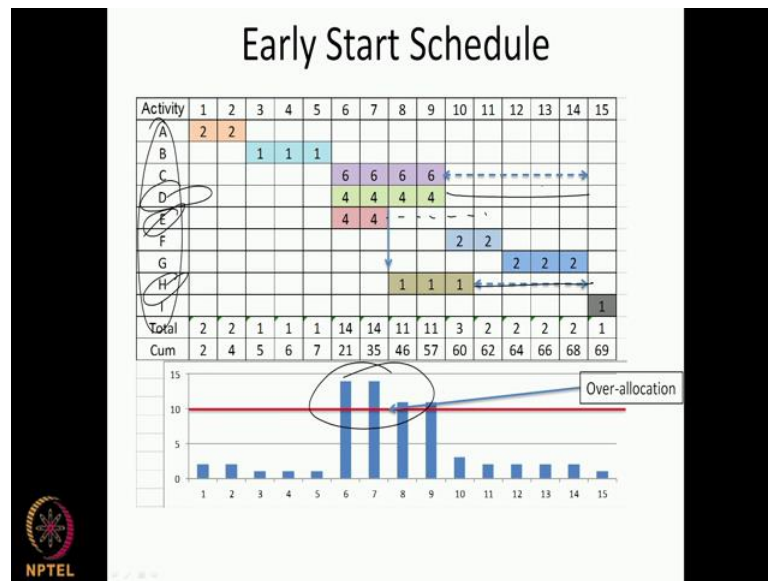 Early Start Schedule
Activity 1 2 3 4 5 6 7 8 9 10 11 12 13 14 15
A 2 2
B 1 1 1
C 6 6 6 6
D 4 4 4 4
E 4 4
F 2 2
G 2 2 2
H 1 1 1
I 1
Total 2 2 1 1 1 14 14 11 11 3 2 2 2 2 1
Cum 2 4 5 6 7 21 35 46 57 60 62 64 66 68 69
15
Over-allocation
10
5
0
1 2 3 4 5 6 7 8 9 10 11 12 13 14 15
NPTEL